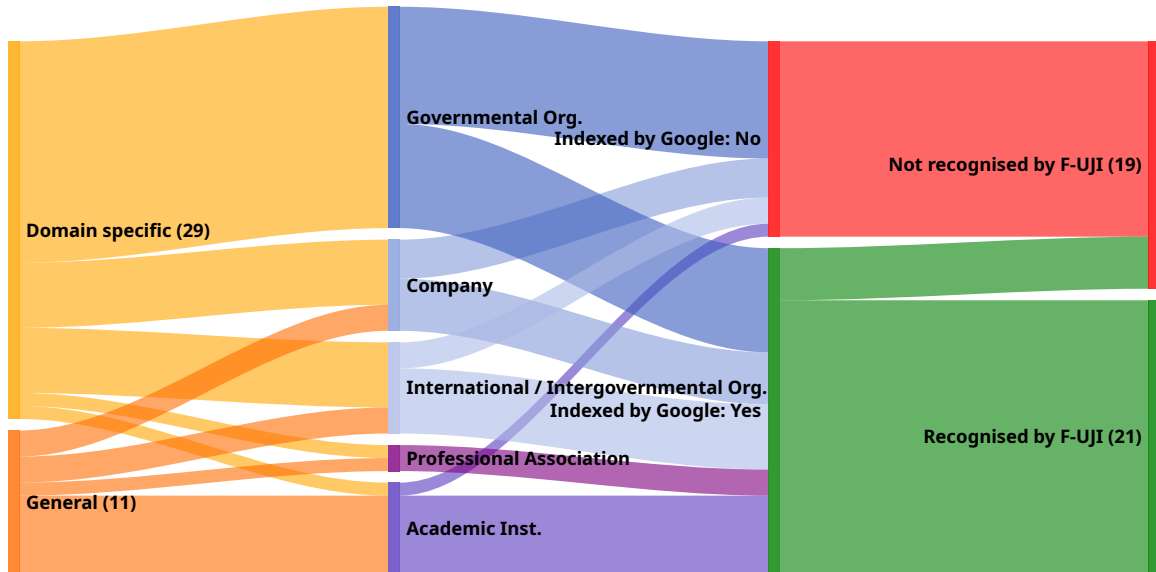 Governmental Org.
Indexed by Google: No
Not recognised by F-UJI (19)
Domain specific (29)
Company
International / Intergovernmental Org.
Indexed by Google: Yes
Recognised by F-UJI (21)
Professional Association
General (11)
Academic Inst.